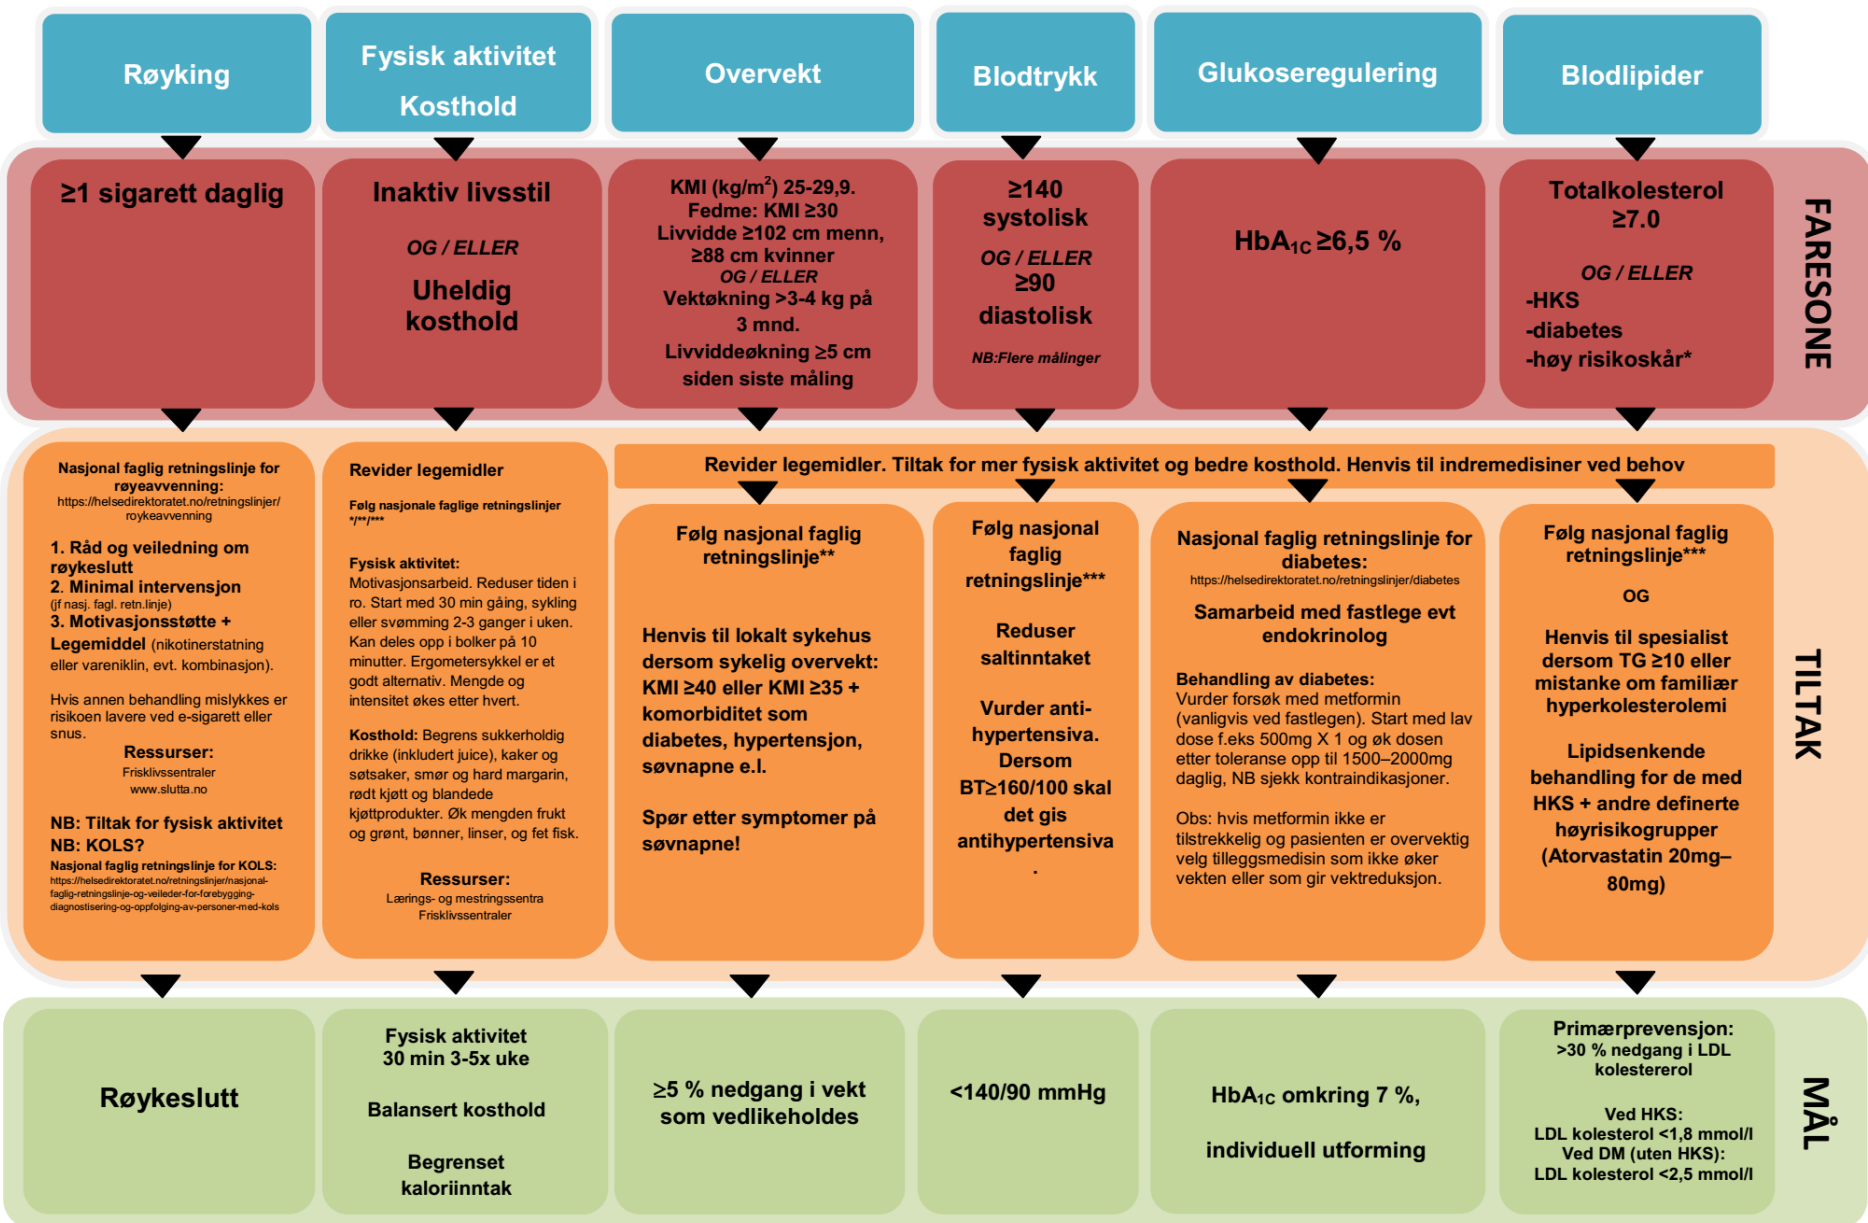 Røyking
Fysisk aktivitet
Kosthold
Overvekt
Blodtrykk
Glukoseregulering
Blodlipider
≥1 sigarett daglig
Inaktiv livsstil
OG / ELLER
Uheldig
kosthold
KMI (kg/m²) 25-29,9.
Fedme: KMI ≥30
Livvidde ≥102 cm menn,
≥88 cm kvinner
OG / ELLER
Vektøkning >3-4 kg på
3 mnd.
Livviddeøkning ≥5 cm
siden siste måling
≥140
systolisk
OG / ELLER
≥90
diastolisk
NB:Flere målinger
HbA1C ≥6,5 %
Totalkolesterol
≥7.0
OG / ELLER
-HKS
-diabetes
-høy risikoskår*
FARESONE
Nasjonal faglig retningslinje for
røyeavvenning:
https://helsedirektoratet.no/retningslinjer/
roykeavvenning
1. Råd og veiledning om
røykeslutt
2. Minimal intervensjon
(jf nasj. fagl. retn.linje)
3. Motivasjonsstøtte +
Legemiddel (nikotinerstatning
eller vareniklin, evt. kombinasjon).
Hvis annen behandling mislykkes er
risikoen lavere ved e-sigarett eller
snus.
Ressurser:
Frisklivssentraler
www.slutta.no
NB: Tiltak for fysisk aktivitet
NB: KOLS?
Nasjonal faglig retningslinje for KOLS:
https://helsedirektoratet.no/retningslinjer/nasjonal-
faglig-retningslinje-og-veileder-for-forebygging-
diagnostisering-og-oppfolging-av-personer-med-kols
Revider legemidler
Følg nasjonale faglige retningslinjer
*/**/***
Fysisk aktivitet:
Motivasjonsarbeid. Reduser tiden i
ro. Start med 30 min gåing, sykling
eller svømming 2-3 ganger i uken.
Kan deles opp i bolker på 10
minutter. Ergometersykkel er et
godt alternativ. Mengde og
intensitet økes etter hvert.
Kosthold: Begrens sukkerholdig
drikke (inkludert juice), kaker og
søtsaker, smør og hard margarin,
rødt kjøtt og blandede
kjøttprodukter. Øk mengden frukt
og grønt, bønner, linser, og fet fisk.
Ressurser:
Lærings- og mestringssentra
Frisklivssentraler
Revider legemidler. Tiltak for mer fysisk aktivitet og bedre kosthold. Henvis til indremedisiner ved behov
Følg nasjonal faglig
retningslinje**
Henvis til lokalt sykehus
dersom sykelig overvekt:
KMI ≥40 eller KMI ≥35 +
komorbiditet som
diabetes, hypertensjon,
søvnapne e.l.
Spør etter symptomer på
søvnapne!
Følg nasjonal
faglig
retningslinje***
Reduser
saltinntaket
Vurder anti-
hypertensiva.
Dersom
BT≥160/100 skal
det gis
antihypertensiva
.
Nasjonal faglig retningslinje for
diabetes:
https://helsedirektoratet.no/retningslinjer/diabetes
Samarbeid med fastlege evt
endokrinolog
Behandling av diabetes:
Vurder forsøk med metformin
(vanligvis ved fastlegen). Start med lav
dose f.eks 500mg X 1 og øk dosen
etter toleranse opp til 1500–2000mg
daglig, NB sjekk kontraindikasjoner.
Obs: hvis metformin ikke er
tilstrekkelig og pasienten er overvektig
velg tilleggsmedisin som ikke øker
vekten eller som gir vektreduksjon.
Følg nasjonal faglig
retningslinje***
OG
Henvis til spesialist
dersom TG ≥10 eller
mistanke om familiær
hyperkolesterolemi
Lipidsenkende
behandling for de med
HKS + andre definerte
høyrisikogrupper
(Atorvastatin 20mg–
80mg)
TILTAK
Røykeslutt
Fysisk aktivitet
30 min 3-5x uke
Balansert kosthold
Begrenset
kaloriinntak
≥5 % nedgang i vekt
som vedlikeholdes
<140/90 mmHg
HbA1C omkring 7 %,
individuell utforming
Primærprevensjon:
>30 % nedgang i LDL
kolestererol
Ved HKS:
LDL kolesterol <1,8 mmol/l
Ved DM (uten HKS):
LDL kolesterol <2,5 mmol/l
MÅL